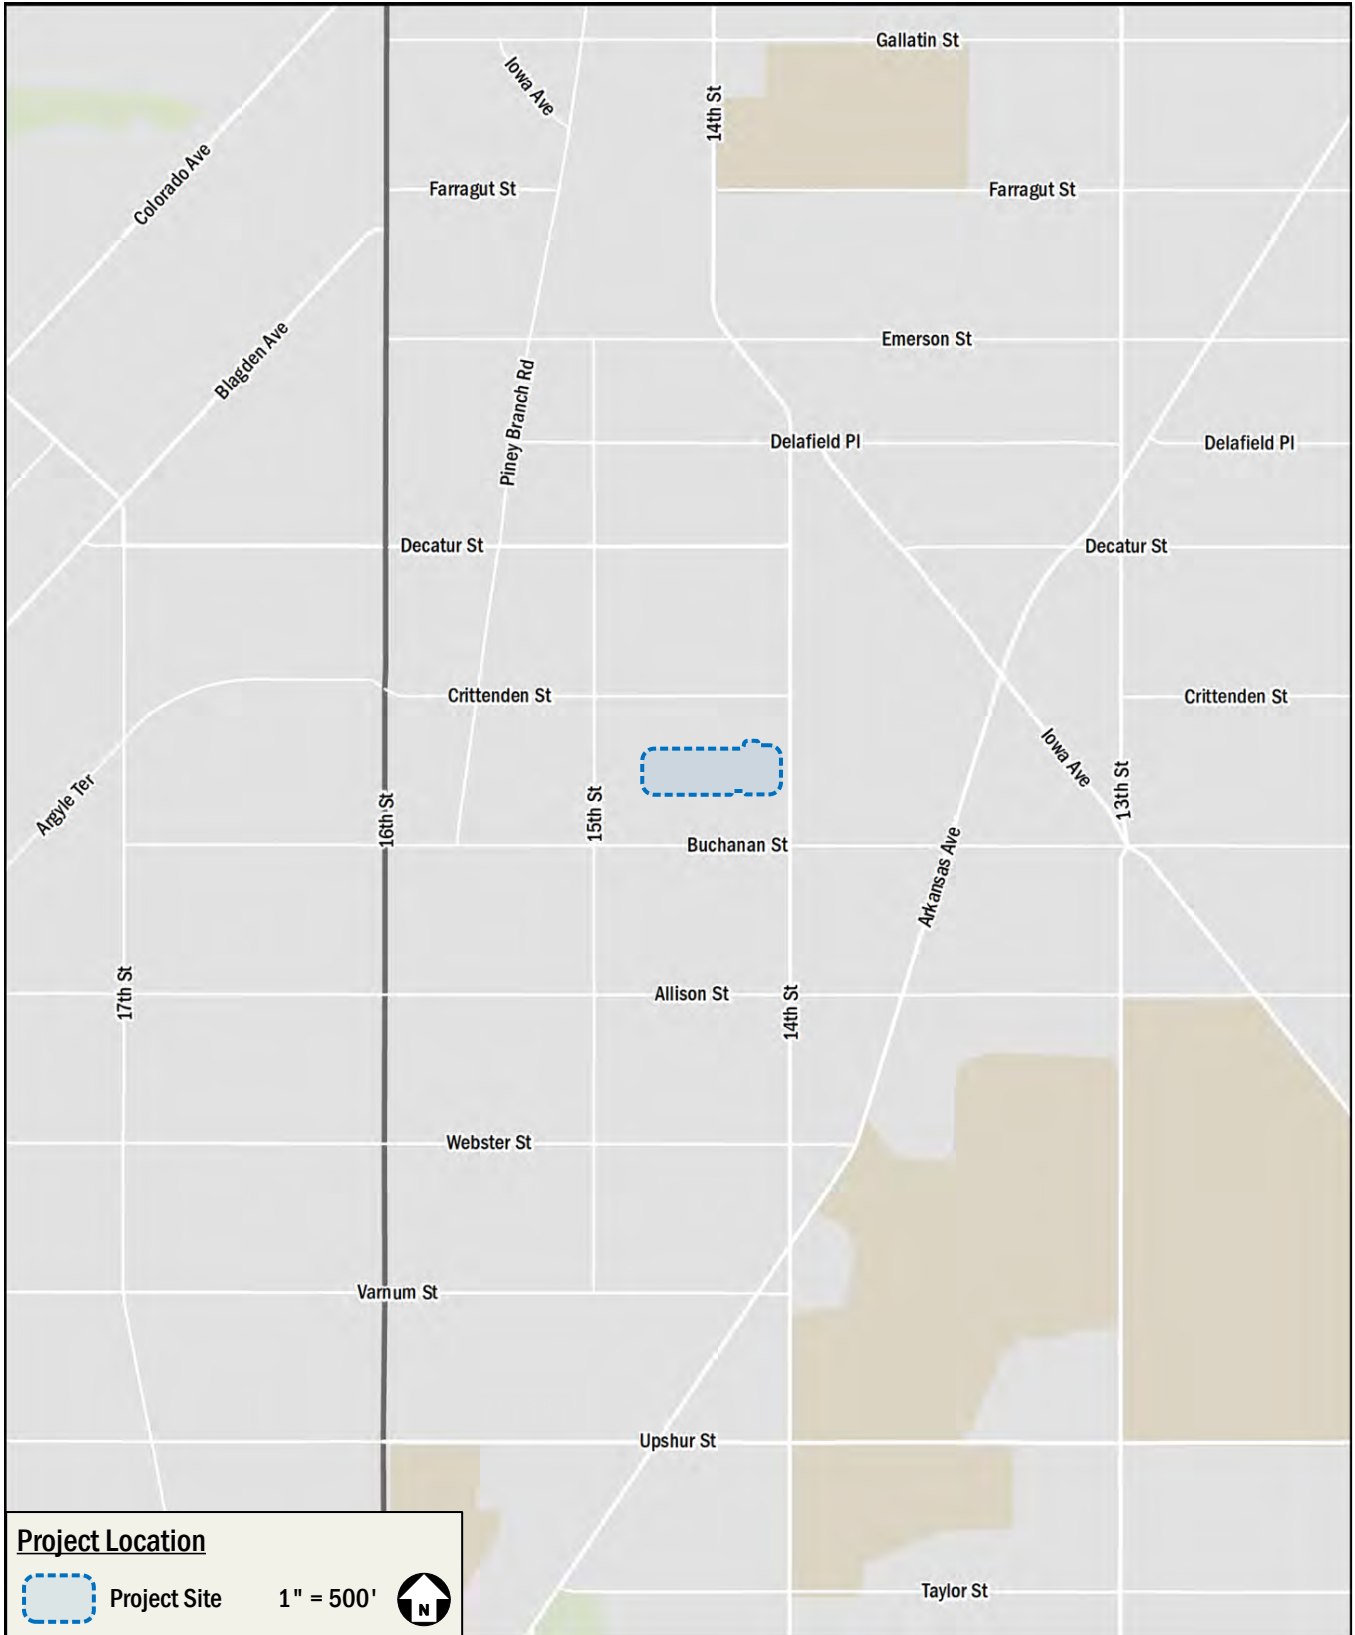 Gallatin St
Iowa Ave
14th St
Colorado Ave
Farragut St
Farragut St
Blagden Ave
Emerson St
Piney Branch Rd
Delafield Pl
Delafield Pl
Decatur St
Decatur St
Crittenden St
Crittenden St
Iowa Ave
13th St
Argyle Ter
16th St
15th St
Buchanan St
Arkansas Ave
17th St
Allison St
14th St
Webster St
Varnum St
Upshur St
Taylor St
Project Location
Project Site 1" = 500' N